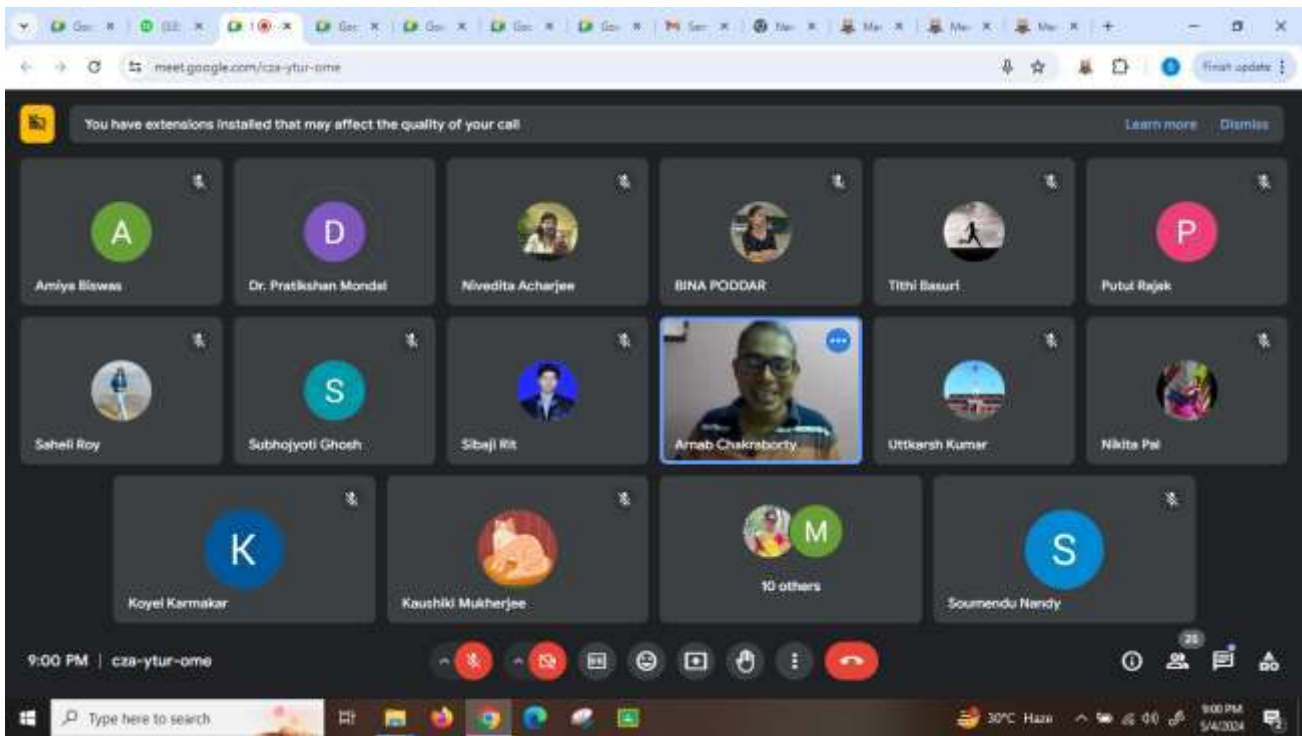 meet.google.com/cza-ytur-ome
Finish update
You have extensions installed that may affect the quality of your call
Learn more
Dismiss
A
D
P
Amiya Biswas
Dr. Pratikshan Mondal
Nivedita Acharjee
BINA PODDAR
Tithi Basuri
Putul Rajak
S
Saheli Roy
Subhojyoti Ghosh
Sibaji Rit
Arnab Chakraborty
Uttkarsh Kumar
Nikita Pal
K
M
S
Koyel Karmakar
Kaushiki Mukherjee
10 others
Soumendu Nandy
9:00 PM | cza-ytur-ome
Type here to search
30°C Haze
9:00 PM
5/4/2024